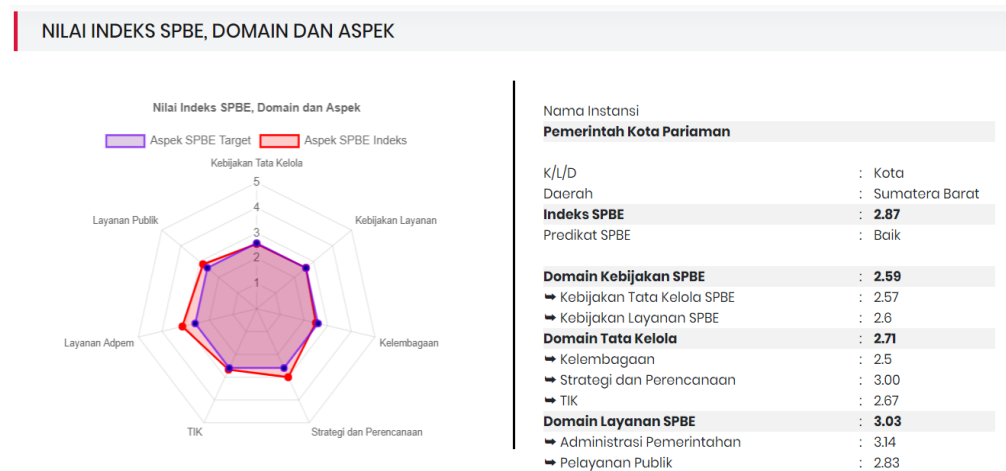 NILAI INDEKS SPBE, DOMAIN DAN ASPEK
Nilai Indeks SPBE, Domain dan Aspek
Aspek SPBE Target Aspek SPBE Indeks
Kebijakan Tata Kelola
5
4
3
2
1
Kebijakan Layanan
Kelembagaan
Strategi dan Perencanaan
TIK
Layanan Adpem
Layanan Publik
Nama Instansi
Pemerintah Kota Pariaman
K/L/D : Kota
Daerah : Sumatera Barat
Indeks SPBE : 2.87
Predikat SPBE : Baik
Domain Kebijakan SPBE : 2.59
➥ Kebijakan Tata Kelola SPBE : 2.57
➥ Kebijakan Layanan SPBE : 2.6
Domain Tata Kelola : 2.71
➥ Kelembagaan : 2.5
➥ Strategi dan Perencanaan : 3.00
➥ TIK : 2.67
Domain Layanan SPBE : 3.03
➥ Administrasi Pemerintahan : 3.14
➥ Pelayanan Publik : 2.83